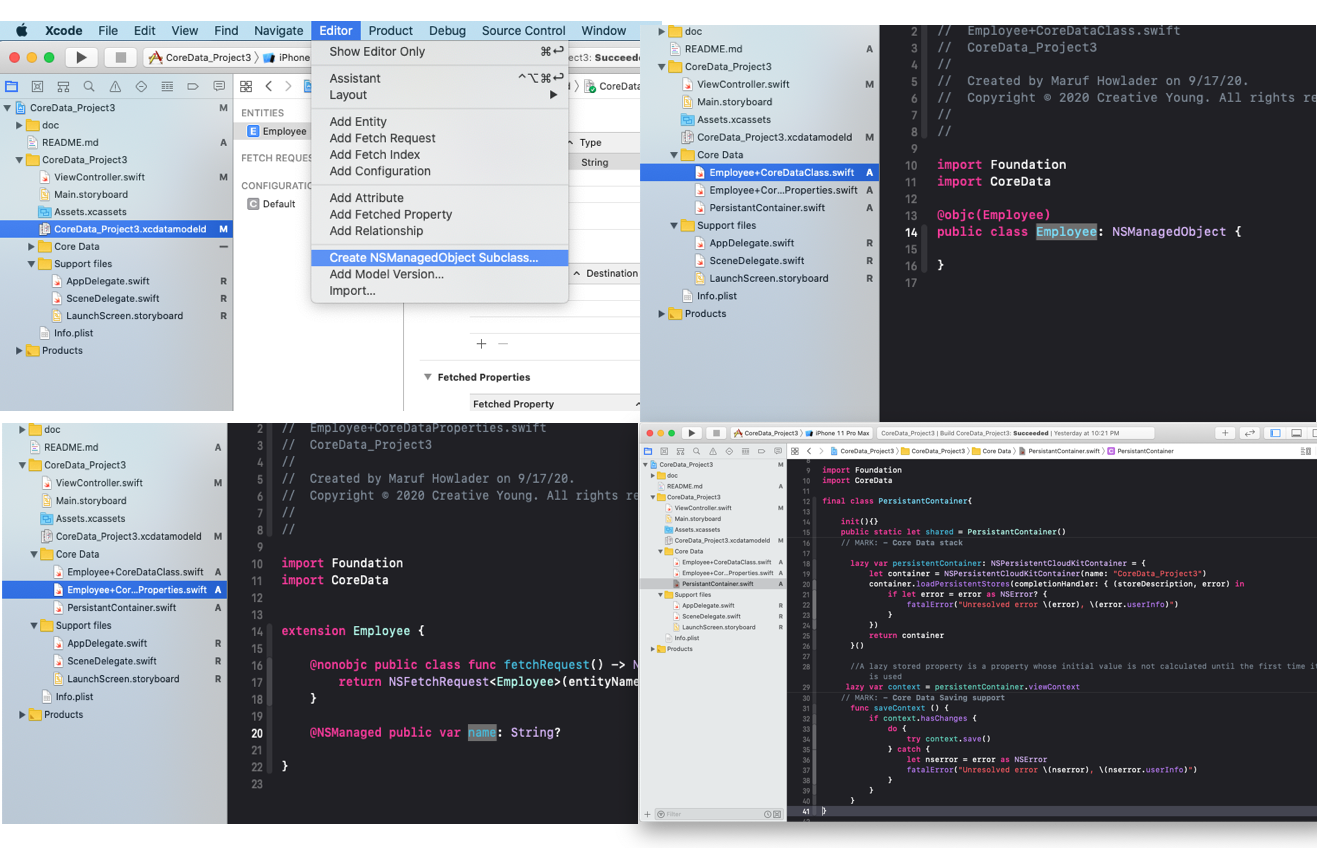 Xcode File Edit View Find Navigate Editor Product Debug Source Control Window
CoreData_Project3 iPhone
Show Editor Only
Assistant
Layout
Add Entity
Add Fetch Request
Add Fetch Index
Add Configuration
Add Attribute
Add Fetched Property
Add Relationship
Create NSManagedObject Subclass...
Add Model Version...
Import...
ect3: Succeeded
CoreData
CoreData_Project3 M
doc
README.md A
CoreData_Project3
ViewController.swift M
Main.storyboard
Assets.xcassets
CoreData_Project3.xcdatamodeld M
Core Data
Support files
AppDelegate.swift R
SceneDelegate.swift R
LaunchScreen.storyboard R
Info.plist
Products
ENTITIES
E Employee
FETCH REQUES
CONFIGURATIO
C Default
Type
String
Destination
+ —
Fetched Properties
Fetched Property
doc
README.md A
CoreData_Project3
ViewController.swift M
Main.storyboard
Assets.xcassets
CoreData_Project3.xcdatamodeld M
Core Data
Employee+CoreDataClass.swift A
Employee+Cor...Properties.swift A
PersistantContainer.swift A
Support files
AppDelegate.swift R
SceneDelegate.swift R
LaunchScreen.storyboard R
Info.plist
Products
2 // Employee+CoreDataClass.swift
3 // CoreData_Project3
4 //
5 // Created by Maruf Howlader on 9/17/20.
6 // Copyright © 2020 Creative Young. All rights re
7 //
8 //
9
10 import Foundation
11 import CoreData
12
13 @objc(Employee)
14 public class Employee: NSManagedObject {
15
16 }
17
doc
README.md A
CoreData_Project3
ViewController.swift M
Main.storyboard
Assets.xcassets
CoreData_Project3.xcdatamodeld M
Core Data
Employee+CoreDataClass.swift A
Employee+Cor...Properties.swift A
PersistantContainer.swift A
Support files
AppDelegate.swift R
SceneDelegate.swift R
LaunchScreen.storyboard R
Info.plist
Products
2 // Employee+CoreDataProperties.swift
3 // CoreData_Project3
4 //
5 // Created by Maruf Howlader on 9/17/20.
6 // Copyright © 2020 Creative Young. All rights re
7 //
8 //
9
10 import Foundation
11 import CoreData
12
13
14 extension Employee {
15
16 @nonobjc public class func fetchRequest() -> N
17 return NSFetchRequest<Employee>(entityName
18 }
19
20 @NSManaged public var name: String?
21
22 }
23
CoreData_Project3 iPhone 11 Pro Max CoreData_Project3 | Build CoreData_Project3: Succeeded | Yesterday at 10:21 PM
CoreData_Project3 CoreData_Project3 Core Data PersistantContainer.swift C PersistantContainer
CoreData_Project3 M
doc
README.md A
CoreData_Project3
ViewController.swift M
Main.storyboard
Assets.xcassets
CoreData_Project3.xcdatamodeld M
Core Data
Employee+CoreDataClass.swift A
Employee+Cor...Properties.swift A
PersistantContainer.swift A
Support files
AppDelegate.swift R
SceneDelegate.swift R
LaunchScreen.storyboard R
Info.plist
Products
Filter
8
9 import Foundation
10 import CoreData
11
12 final class PersistantContainer{
13
14 init(){}
15 public static let shared = PersistantContainer()
16 // MARK: - Core Data stack
17
18 lazy var persistentContainer: NSPersistentCloudKitContainer = {
19 let container = NSPersistentCloudKitContainer(name: "CoreData_Project3")
20 container.loadPersistentStores(completionHandler: { (storeDescription, error) in
21 if let error = error as NSError? {
22 fatalError("Unresolved error \(error), \(error.userInfo)")
23 }
24 })
25 return container
26 }()
27
28 //A lazy stored property is a property whose initial value is not calculated until the first time it
is used
29 lazy var context = persistentContainer.viewContext
30 // MARK: - Core Data Saving support
31 func saveContext () {
32 if context.hasChanges {
33 do {
34 try context.save()
35 } catch {
36 let nserror = error as NSError
37 fatalError("Unresolved error \(nserror), \(nserror.userInfo)")
38 }
39 }
40 }
41 }